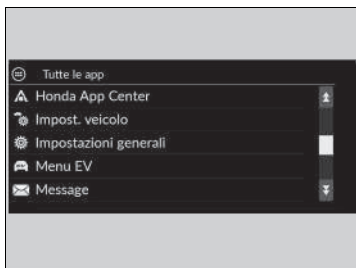 Tutte le app
Honda App Center
Impost. veicolo
Impostazioni generali
Menu EV
Message